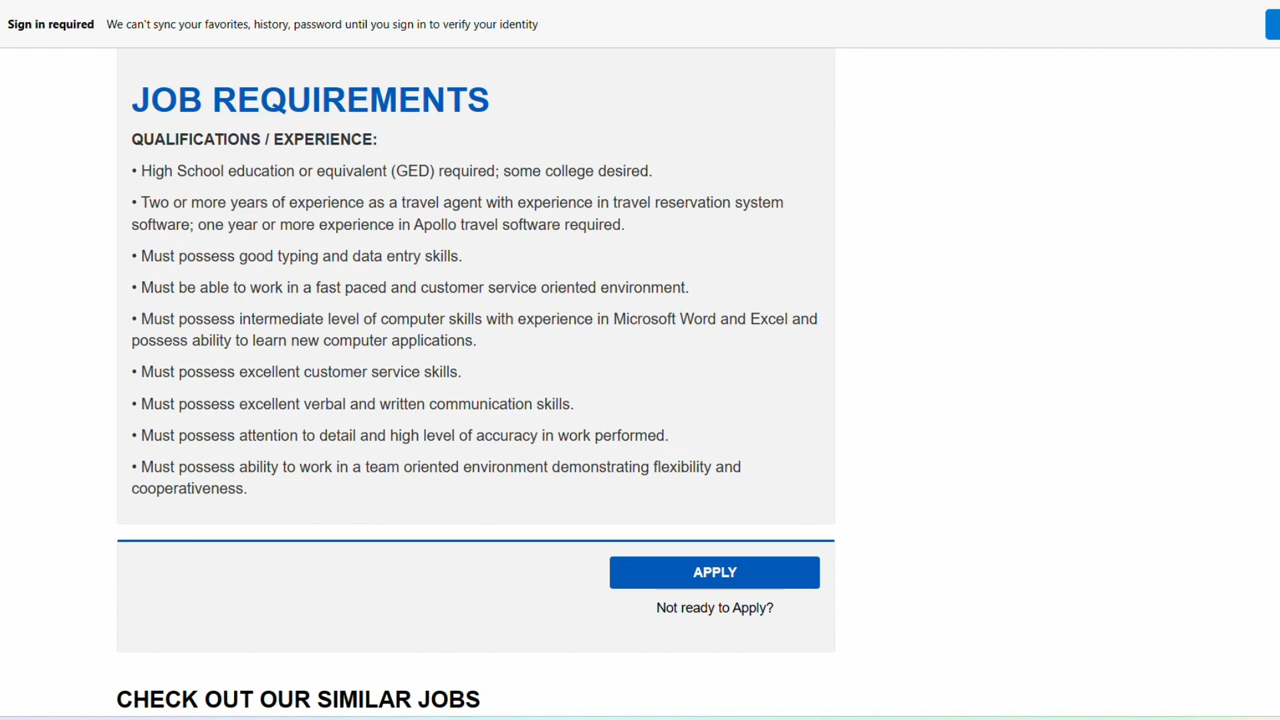 Sign in required We can't sync your favorites, history, password until you sign in to verify your identity
JOB REQUIREMENTS
QUALIFICATIONS / EXPERIENCE:
• High School education or equivalent (GED) required; some college desired.
• Two or more years of experience as a travel agent with experience in travel reservation system
software; one year or more experience in Apollo travel software required.
• Must possess good typing and data entry skills.
• Must be able to work in a fast paced and customer service oriented environment.
• Must possess intermediate level of computer skills with experience in Microsoft Word and Excel and
possess ability to learn new computer applications.
• Must possess excellent customer service skills.
• Must possess excellent verbal and written communication skills.
• Must possess attention to detail and high level of accuracy in work performed.
• Must possess ability to work in a team oriented environment demonstrating flexibility and
cooperativeness.
APPLY
Not ready to Apply?
CHECK OUT OUR SIMILAR JOBS